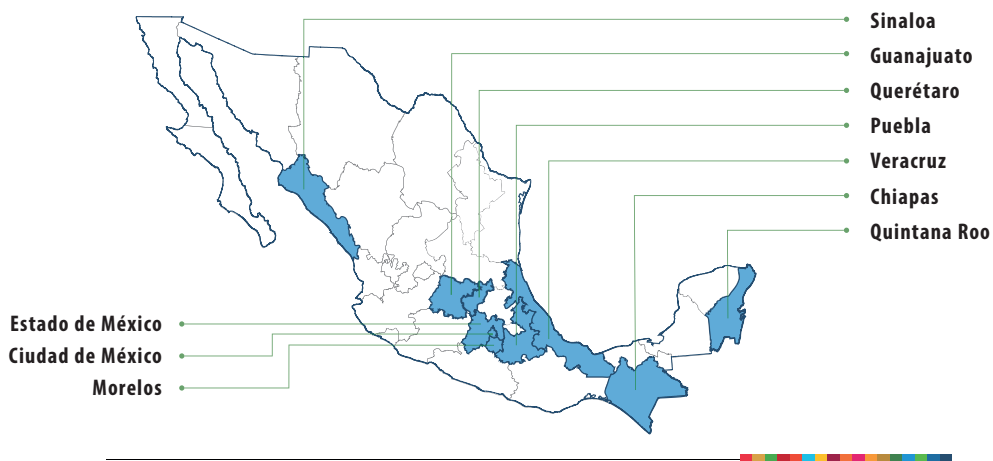 Sinaloa
Guanajuato
Querétaro
Puebla
Veracruz
Chiapas
Quintana Roo
Estado de México
Ciudad de México
Morelos